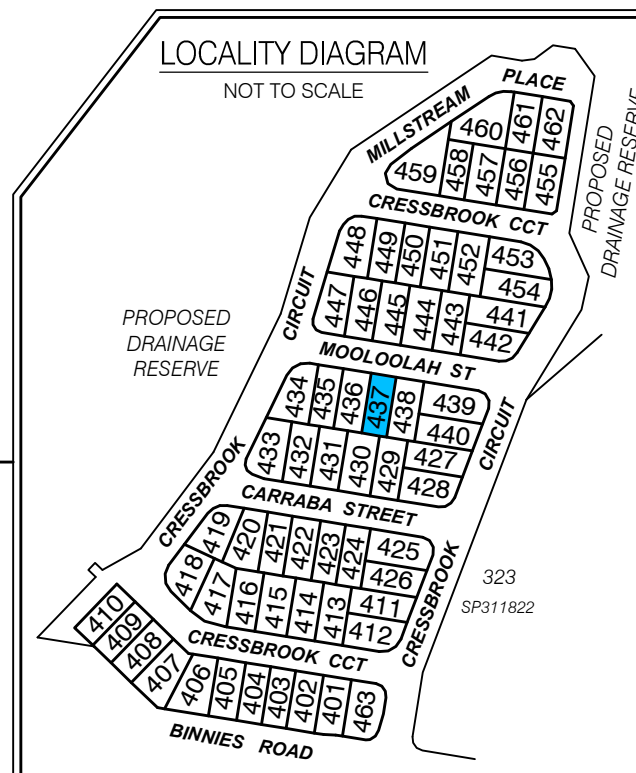 LOCALITY DIAGRAM
NOT TO SCALE
MILLSTREAM PLACE
460 461 462
459 458 457 456 455
PROPOSED
DRAINAGE RESERVE
CRESSBROOK CCT
448 449 450 451 452 453
454
447 446 445 444 443 441
442
CIRCUIT
PROPOSED
DRAINAGE
RESERVE
MOOLOOLAH ST
434 435 436 437 438 439
440
433 432 431 430 429 427
428
CIRCUIT
CRESSBROOK
CARRABA STREET
419 420 421 422 423 424 425
426
418 417 416 415 414 413 411
412
CRESSBROOK
323
SP311822
CRESSBROOK CCT
410 409 408 407 406 405 404 403 402 401 463
BINNIES ROAD